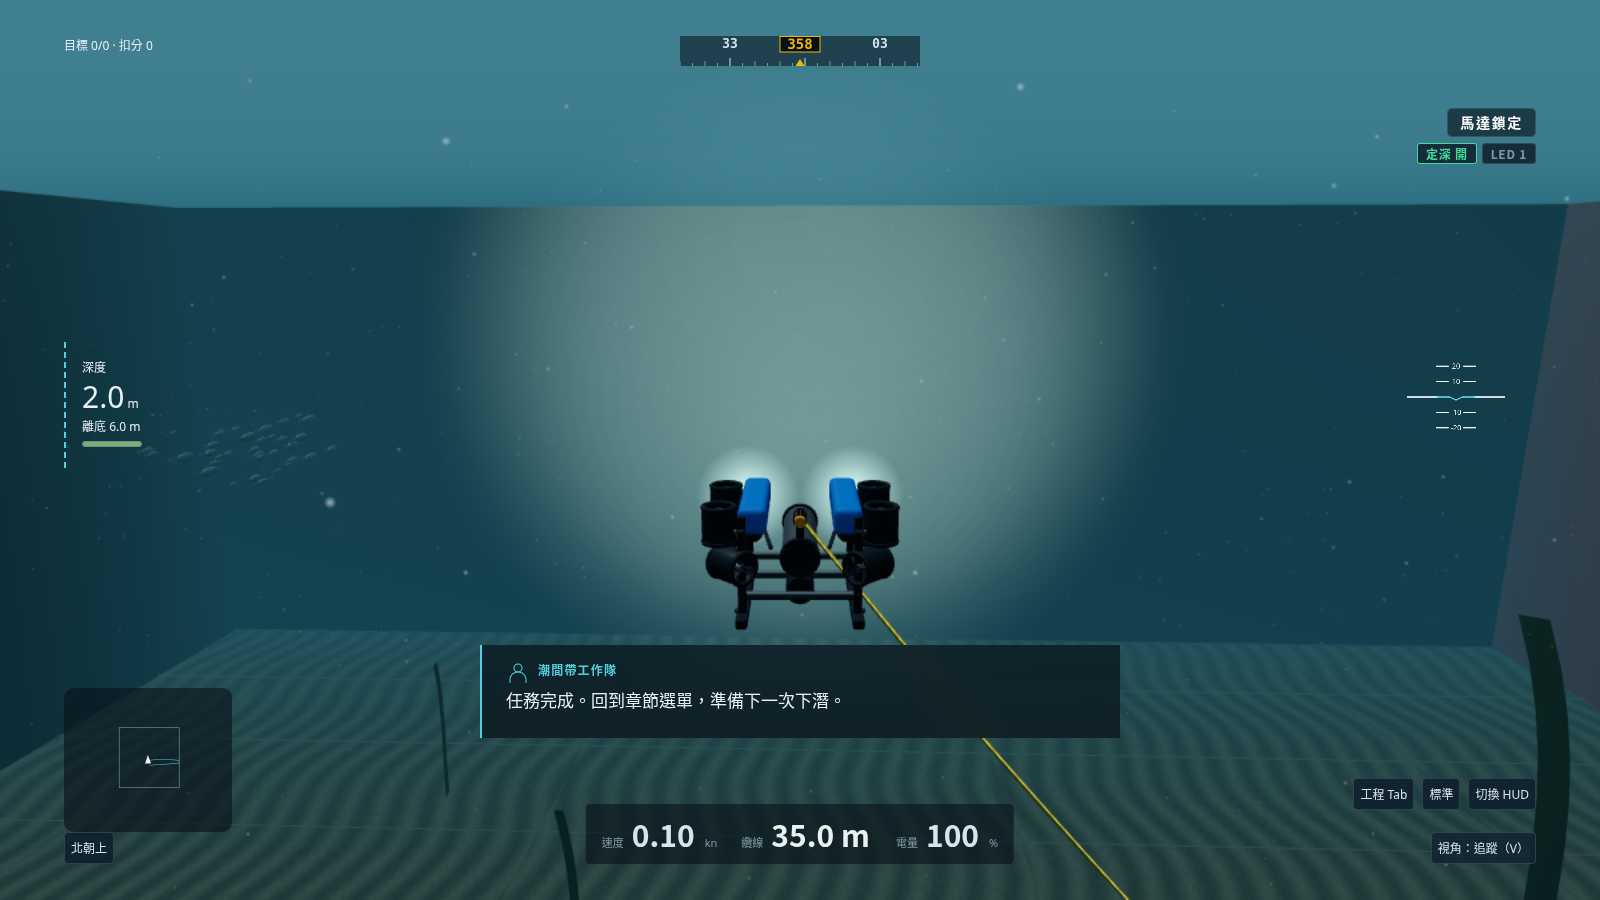 目標 0/0 · 扣分 0
33 358 03
馬達鎖定
定深 開 LED 1
深度
2.0 m
離底 6.0 m
20
10
10
-20
潮間帶工作隊
任務完成。回到章節選單，準備下一次下潛。
工程 Tab 標準 切換 HUD
速度 0.10 kn 纜線 35.0 m 電量 100 %
北朝上
視角：追蹤（V）